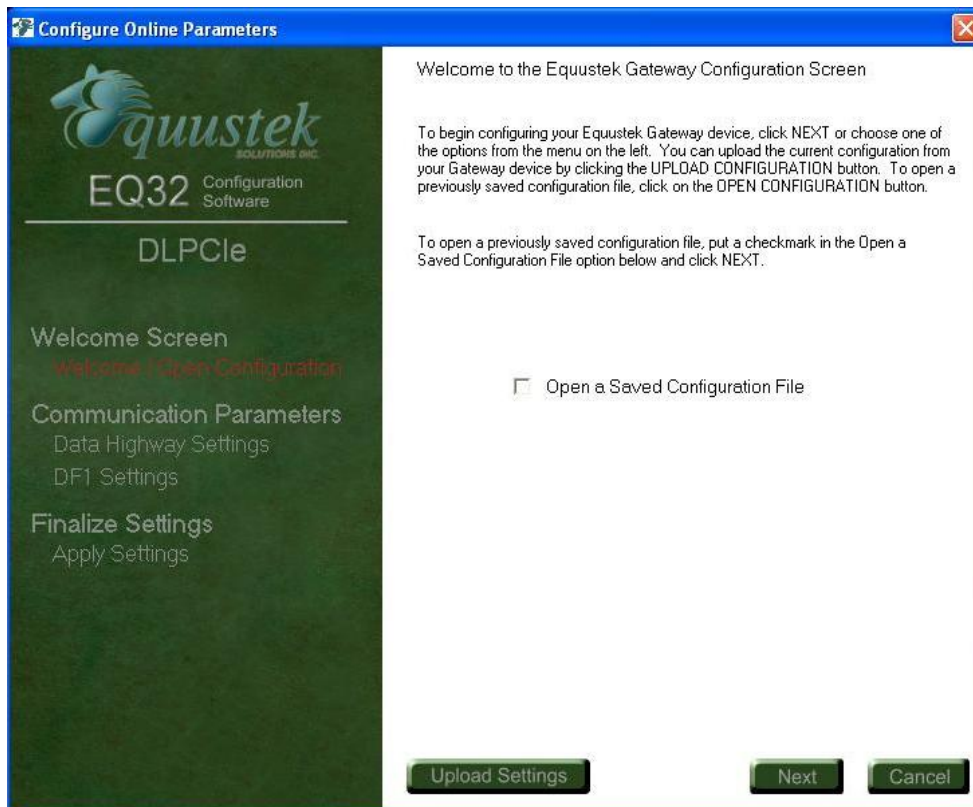 Configure Online Parameters
Equustek
SOLUTIONS INC.
EQ32 Configuration
Software
DLPCIe
Welcome Screen
Welcome / Open Configuration
Communication Parameters
Data Highway Settings
DF1 Settings
Finalize Settings
Apply Settings
Welcome to the Equustek Gateway Configuration Screen
To begin configuring your Equustek Gateway device, click NEXT or choose one of
the options from the menu on the left. You can upload the current configuration from
your Gateway device by clicking the UPLOAD CONFIGURATION button. To open a
previously saved configuration file, click on the OPEN CONFIGURATION button.
To open a previously saved configuration file, put a checkmark in the Open a
Saved Configuration File option below and click NEXT.
Open a Saved Configuration File
Upload Settings
Next
Cancel